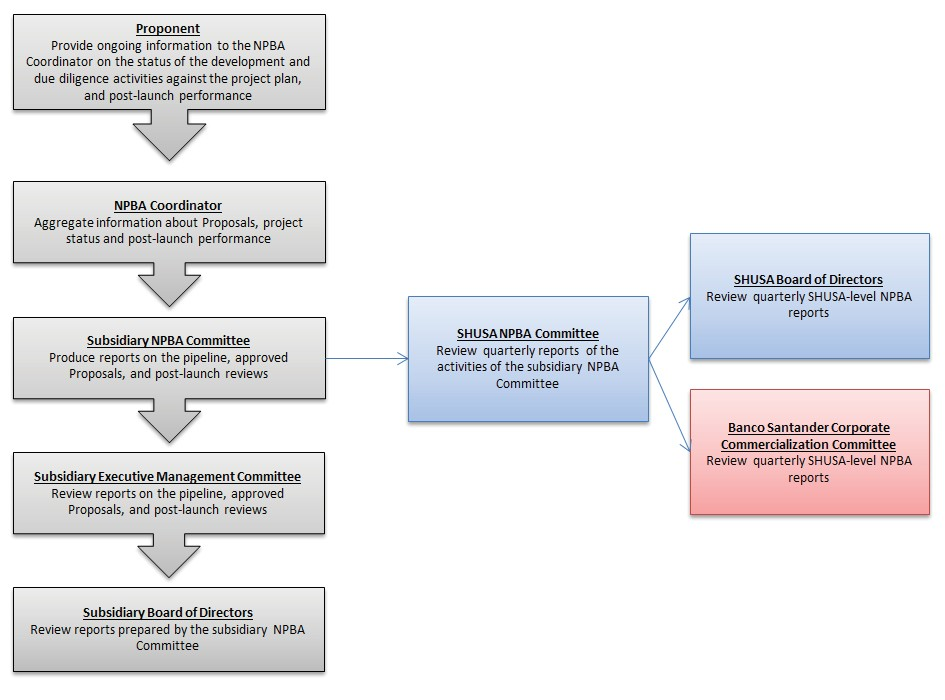 Proponent
Provide ongoing information to the NPBA
Coordinator on the status of the development and
due diligence activities against the project plan,
and post-launch performance
NPBA Coordinator
Aggregate information about Proposals, project
status and post-launch performance
Subsidiary NPBA Committee
Produce reports on the pipeline, approved
Proposals, and post-launch reviews
Subsidiary Executive Management Committee
Review reports on the pipeline, approved
Proposals, and post-launch reviews
Subsidiary Board of Directors
Review reports prepared by the subsidiary NPBA
Committee
SHUSA NPBA Committee
Review quarterly reports of the
activities of the subsidiary NPBA
Committee
SHUSA Board of Directors
Review quarterly SHUSA-level NPBA
reports
Banco Santander Corporate
Commercialization Committee
Review quarterly SHUSA-level NPBA
reports